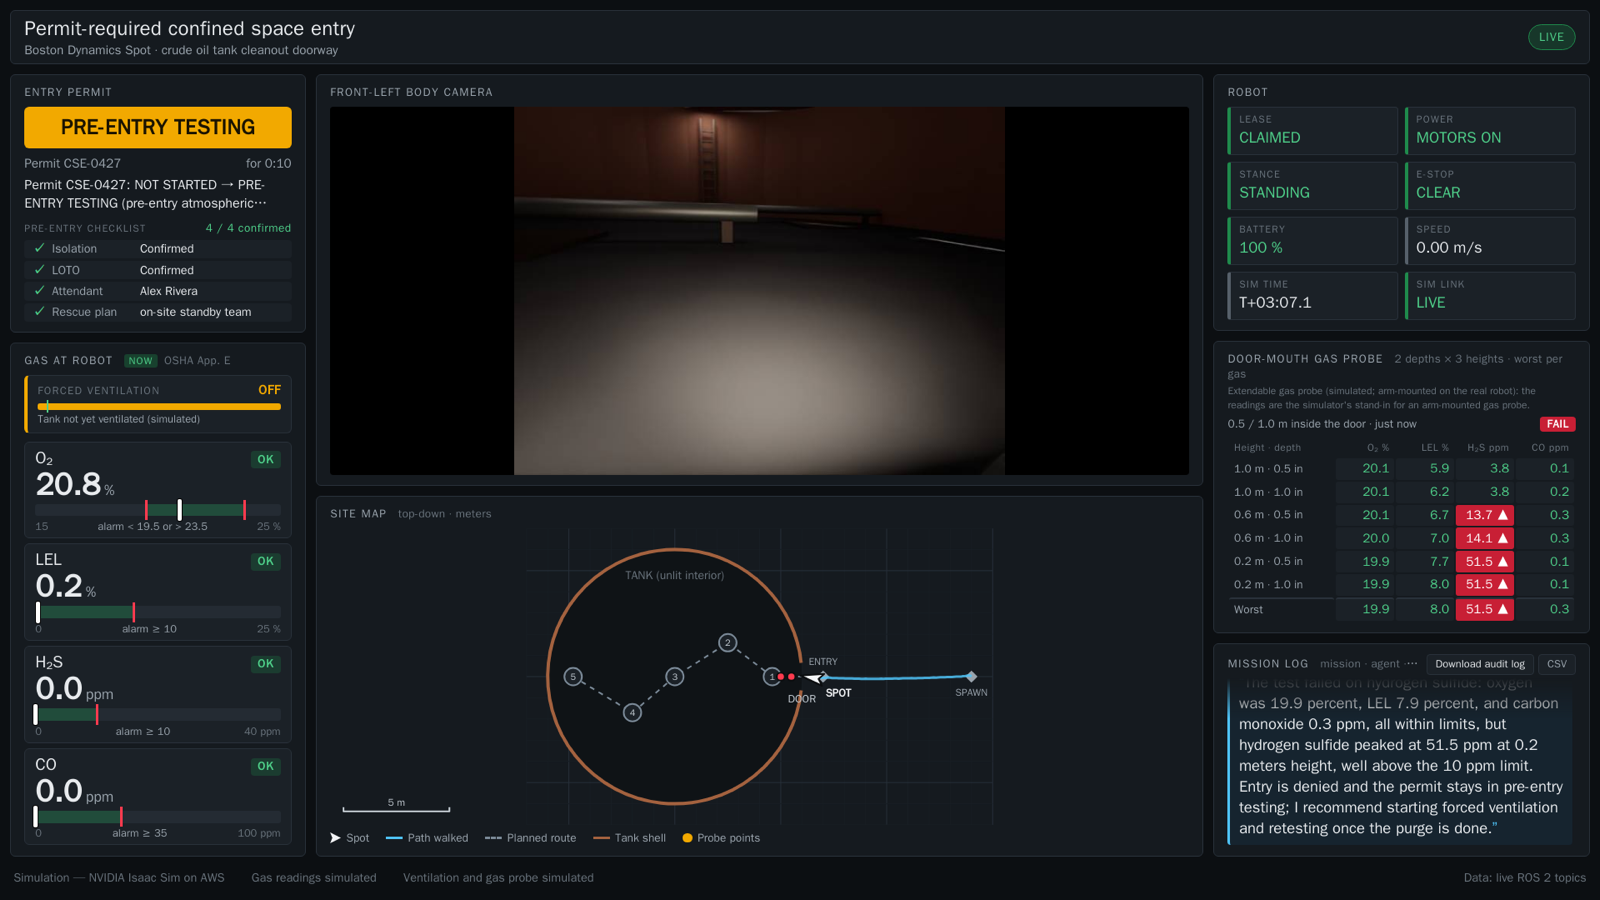 Permit-required confined space entry
Boston Dynamics Spot · crude oil tank cleanout doorway
LIVE
ENTRY PERMIT
PRE-ENTRY TESTING
Permit CSE-0427
for 0:10
Permit CSE-0427: NOT STARTED → PRE-
ENTRY TESTING (pre-entry atmospheric···
PRE-ENTRY CHECKLIST
4 / 4 confirmed
✓ Isolation Confirmed
✓ LOTO Confirmed
✓ Attendant Alex Rivera
✓ Rescue plan on-site standby team
GAS AT ROBOT NOW OSHA App. E
FORCED VENTILATION OFF
Tank not yet ventilated (simulated)
O₂ OK
20.8 %
15 alarm < 19.5 or > 23.5 25 %
LEL OK
0.2 %
0 alarm ≥ 10 25 %
H₂S OK
0.0 ppm
0 alarm ≥ 10 40 ppm
CO OK
0.0 ppm
0 alarm ≥ 35 100 ppm
FRONT-LEFT BODY CAMERA
SITE MAP top-down · meters
TANK (unlit interior)
2
ENTRY
5
3
1
SPOT
SPAWN
DOOR
4
5 m
Spot
Path walked
Planned route
Tank shell
Probe points
ROBOT
LEASE
CLAIMED
POWER
MOTORS ON
STANCE
STANDING
E-STOP
CLEAR
BATTERY
100 %
SPEED
0.00 m/s
SIM TIME
T+03:07.1
SIM LINK
LIVE
DOOR-MOUTH GAS PROBE 2 depths × 3 heights · worst per
gas
Extendable gas probe (simulated; arm-mounted on the real robot): the
readings are the simulator's stand-in for an arm-mounted gas probe.
0.5 / 1.0 m inside the door · just now FAIL
Height · depth O₂ % LEL % H₂S ppm CO ppm
1.0 m · 0.5 in 20.1 5.9 3.8 0.1
1.0 m · 1.0 in 20.1 6.2 3.8 0.2
0.6 m · 0.5 in 20.1 6.7 13.7 ▲ 0.3
0.6 m · 1.0 in 20.0 7.0 14.1 ▲ 0.3
0.2 m · 0.5 in 19.9 7.7 51.5 ▲ 0.1
0.2 m · 1.0 in 19.9 8.0 51.5 ▲ 0.1
Worst 19.9 8.0 51.5 ▲ 0.3
MISSION LOG mission · agent ··· Download audit log CSV
"The test failed on hydrogen sulfide: oxygen
was 19.9 percent, LEL 7.9 percent, and carbon
monoxide 0.3 ppm, all within limits, but
hydrogen sulfide peaked at 51.5 ppm at 0.2
meters height, well above the 10 ppm limit.
Entry is denied and the permit stays in pre-entry
testing; I recommend starting forced ventilation
and retesting once the purge is done."
Simulation — NVIDIA Isaac Sim on AWS
Gas readings simulated
Ventilation and gas probe simulated
Data: live ROS 2 topics